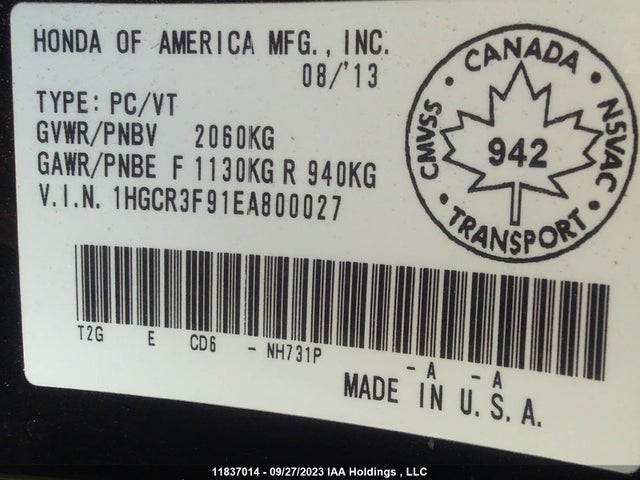 HONDA OF AMERICA MFG., INC.
08/'13
TYPE: PC/VT
GVWR/PNBV 2060KG
GAWR/PNBE F 1130KG R 940KG
V.I.N. 1HGCR3F91EA800027
CANADA
CMVSS
942
NSVAC
TRANSPORT
T2G E CD6 - NH731P - A - A
MADE IN U.S.A.
11837014 - 09/27/2023 IAA Holdings , LLC